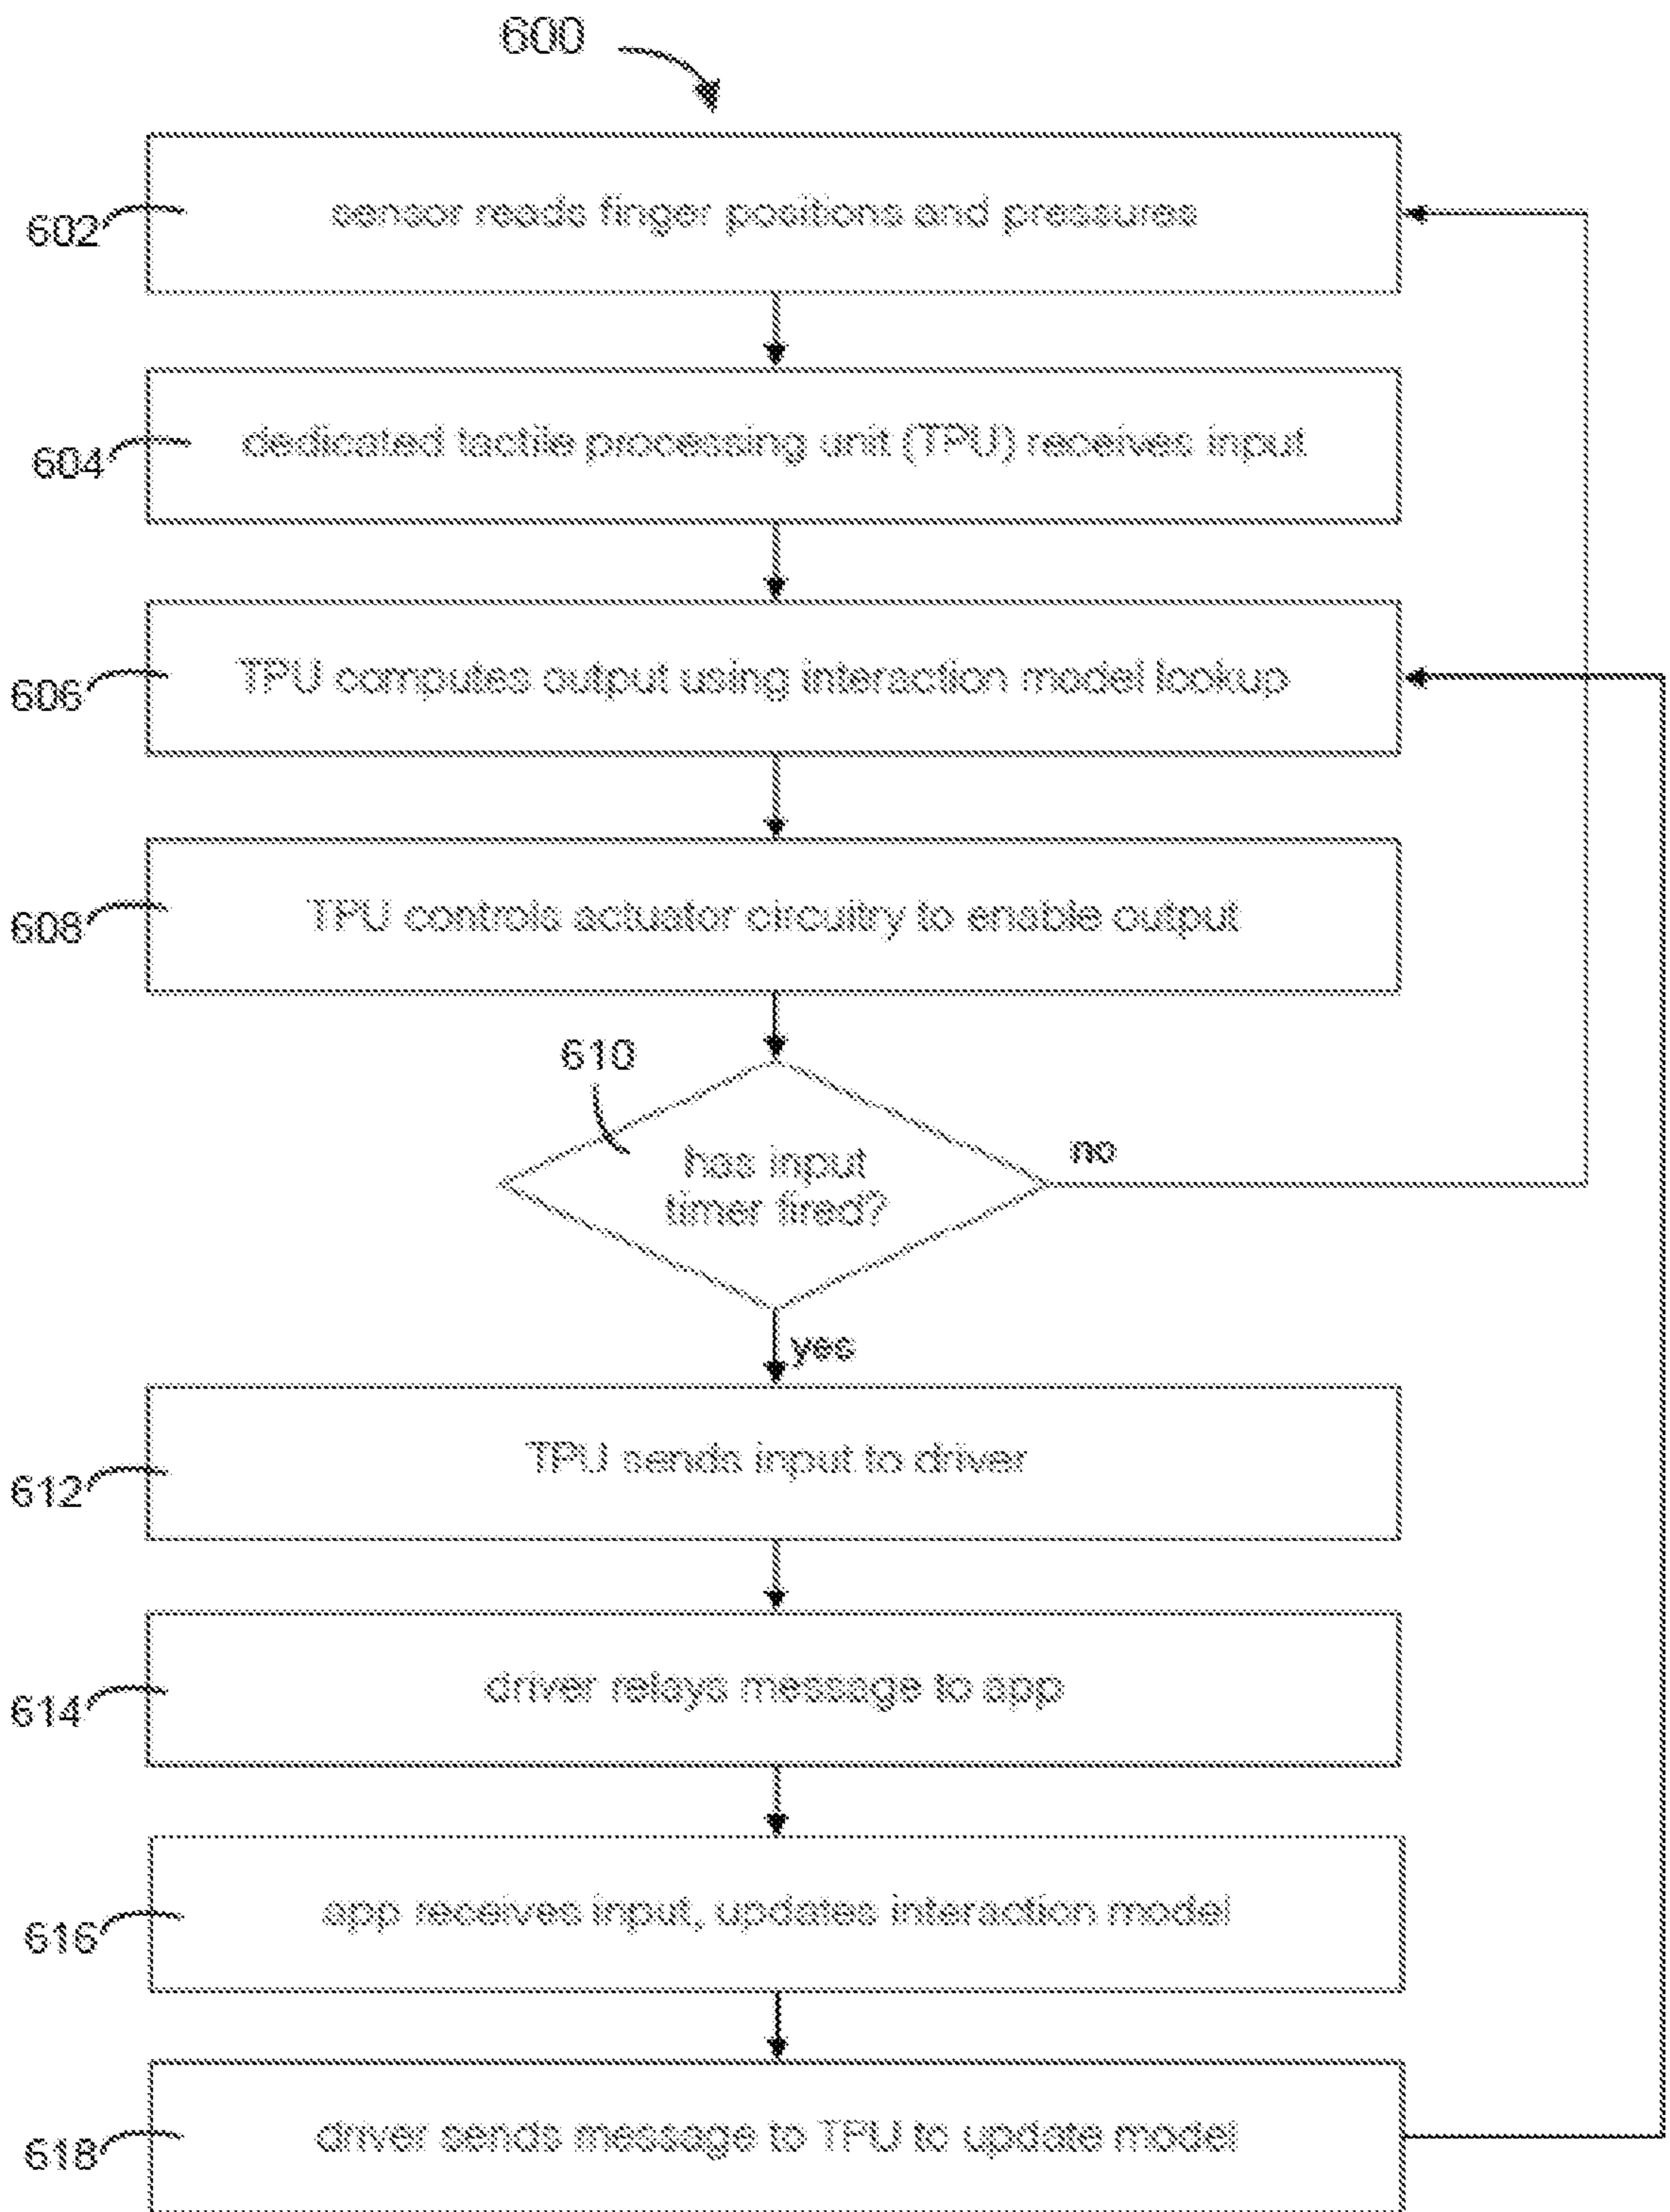 600
602
sensor reads finger positions and pressures
604
dedicated tactile processing unit (TPU) receives input
606
TPU computes output using interaction model lookup
608
TPU controls actuator circuitry to enable output
610
has input
timer fired?
no
yes
612
TPU sends input to driver
614
driver relays message to app
616
app receives input, updates interaction model
618
driver sends message to TPU to update model